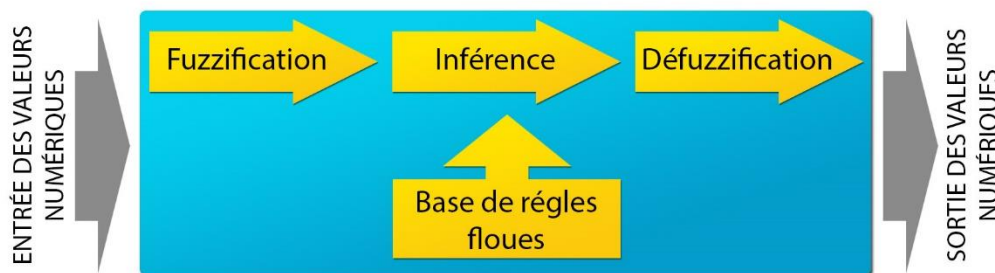 ENTRÉE DES VALEURS
NUMÉRIQUES
Fuzzification
Inférence
Défuzzification
Base de régles
floues
SORTIE DES VALEURS
NUMÉRIQUES